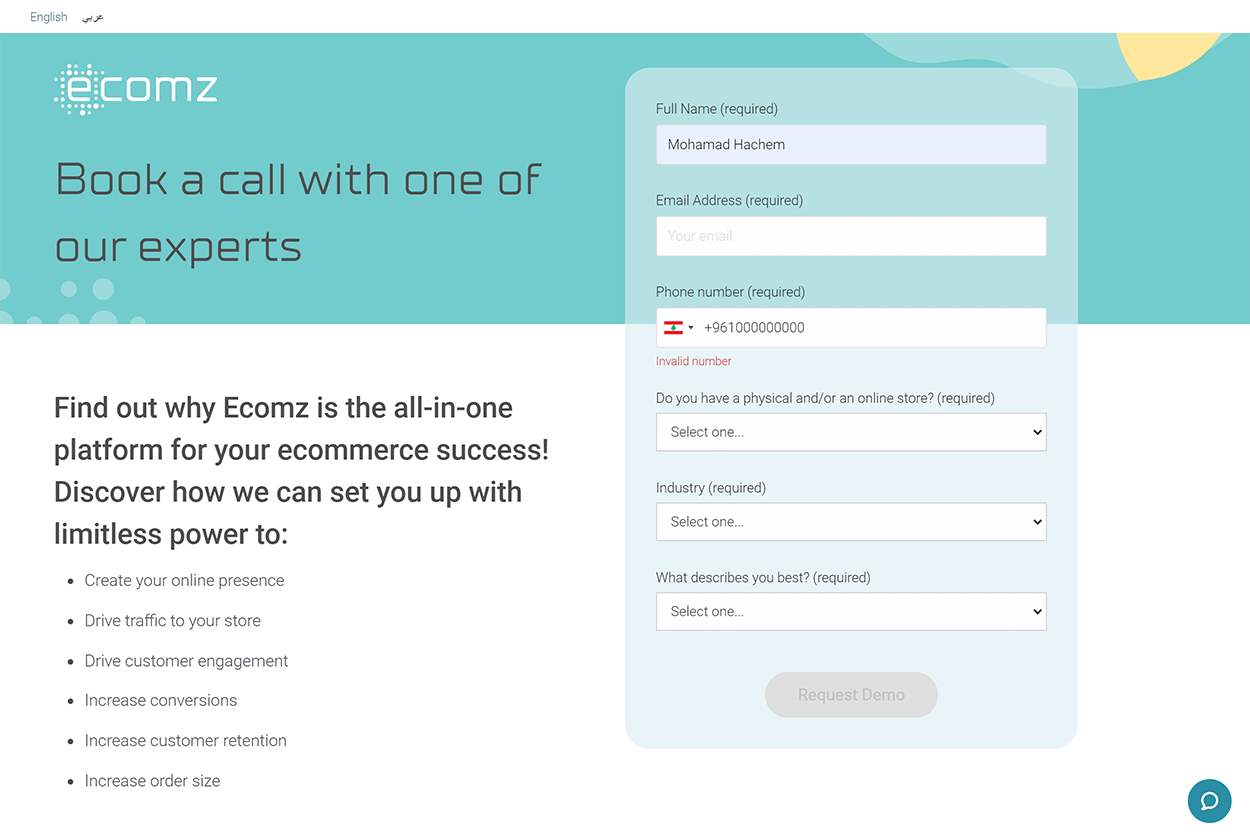 English عربي
ecomz
Book a call with one of
our experts
Find out why Ecomz is the all-in-one
platform for your ecommerce success!
Discover how we can set you up with
limitless power to:
Create your online presence
Drive traffic to your store
Drive customer engagement
Increase conversions
Increase customer retention
Increase order size
Full Name (required)
Mohamad Hachem
Email Address (required)
Your email
Phone number (required)
+961000000000
Invalid number
Do you have a physical and/or an online store? (required)
Select one...
Industry (required)
Select one...
What describes you best? (required)
Select one...
Request Demo